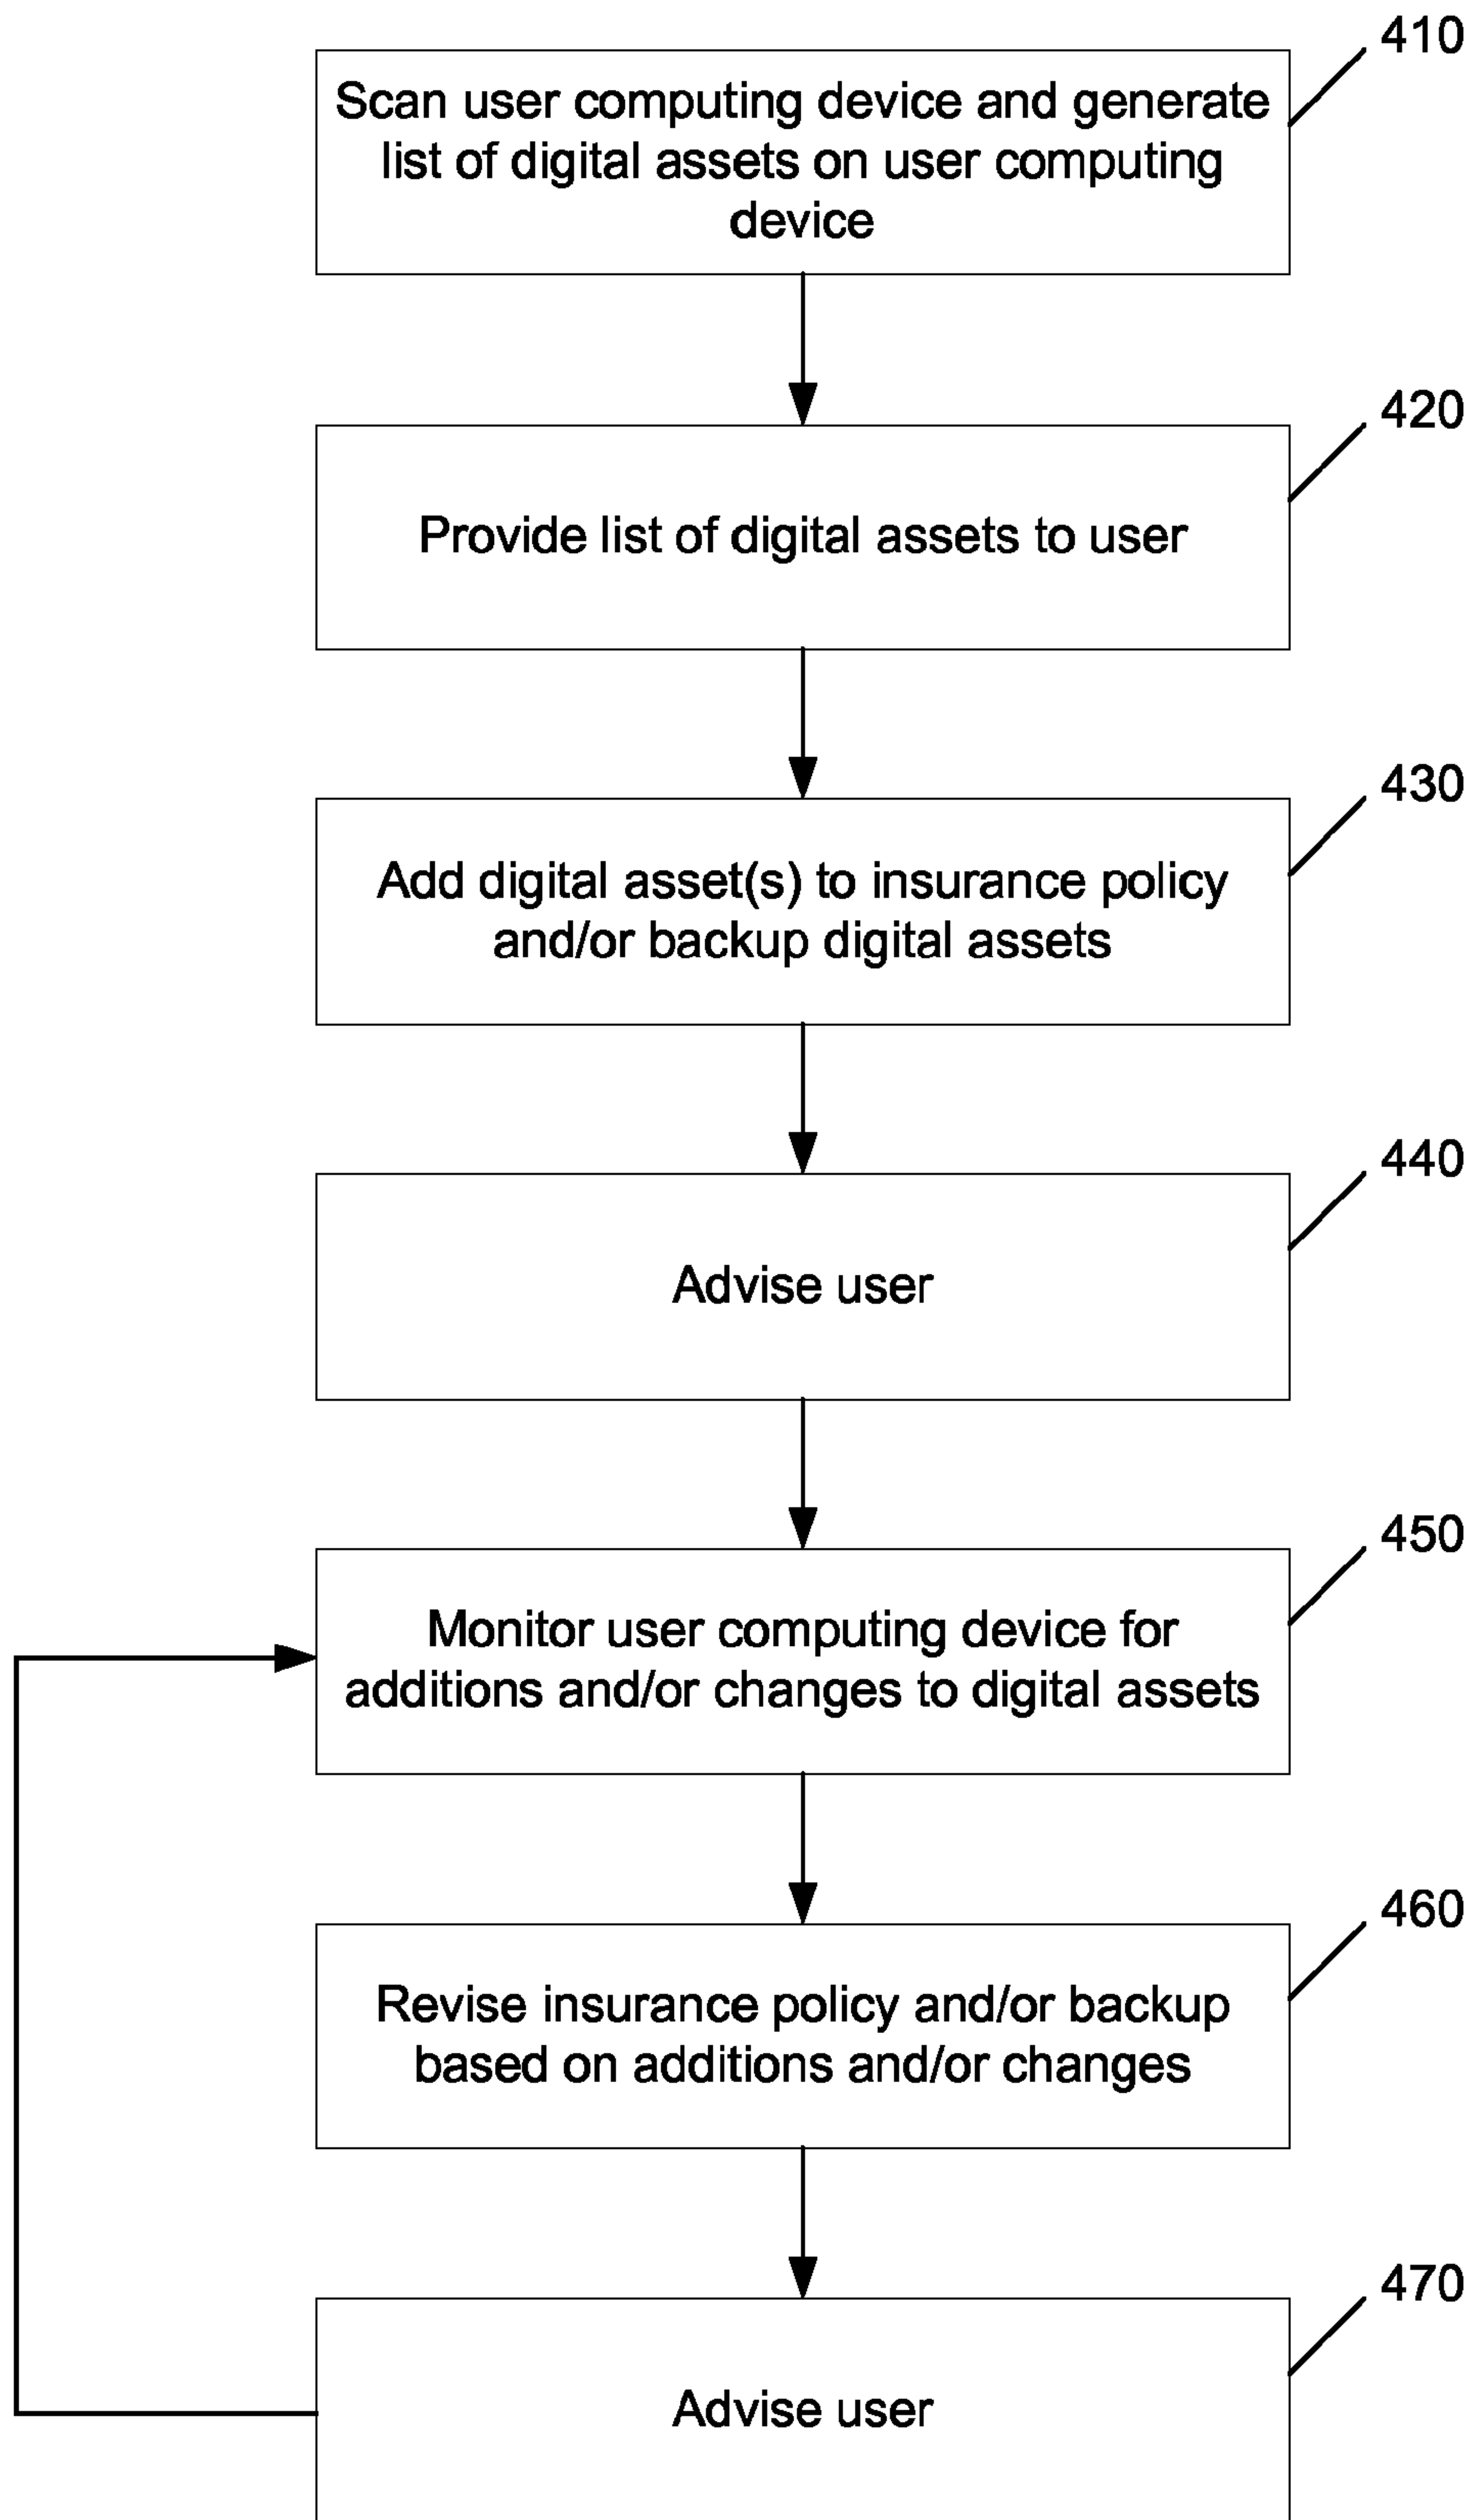 410
Scan user computing device and generate
list of digital assets on user computing
device
420
Provide list of digital assets to user
430
Add digital asset(s) to insurance policy
and/or backup digital assets
440
Advise user
450
Monitor user computing device for
additions and/or changes to digital assets
460
Revise insurance policy and/or backup
based on additions and/or changes
470
Advise user